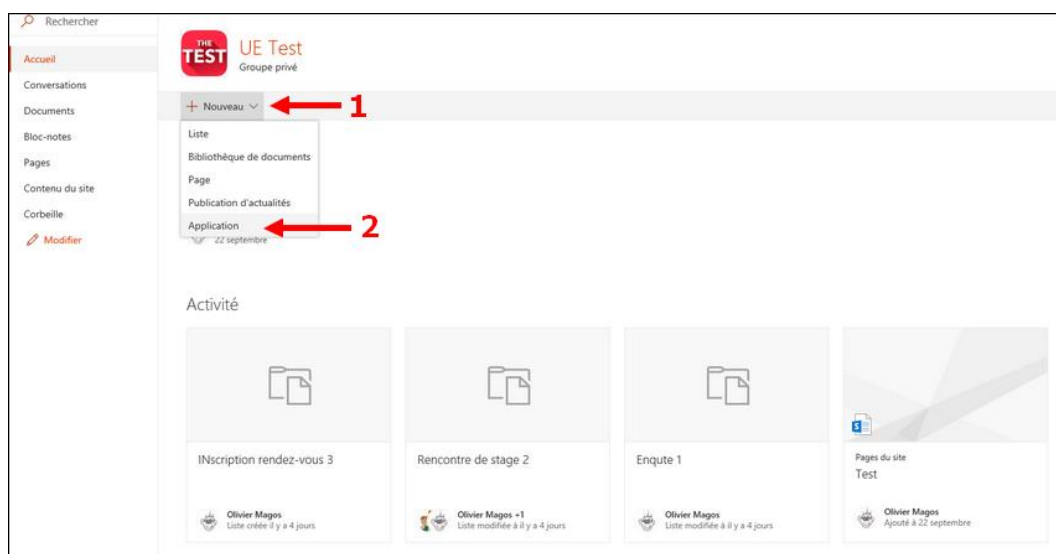 Rechercher
Accueil
Conversations
Documents
Bloc-notes
Pages
Contenu du site
Corbeille
Modifier
THE
TEST
UE Test
Groupe privé
Nouveau
1
Liste
Bibliothèque de documents
Page
Publication d'actualités
Application
2
22 septembre
Activité
INscription rendez-vous 3
Olivier Magos
Liste créée il y a 4 jours
Rencontre de stage 2
Olivier Magos +1
Liste modifiée à il y a 4 jours
Enqute 1
Olivier Magos
Liste modifiée à il y a 4 jours
S
Pages du site
Test
Olivier Magos
Ajouté à 22 septembre